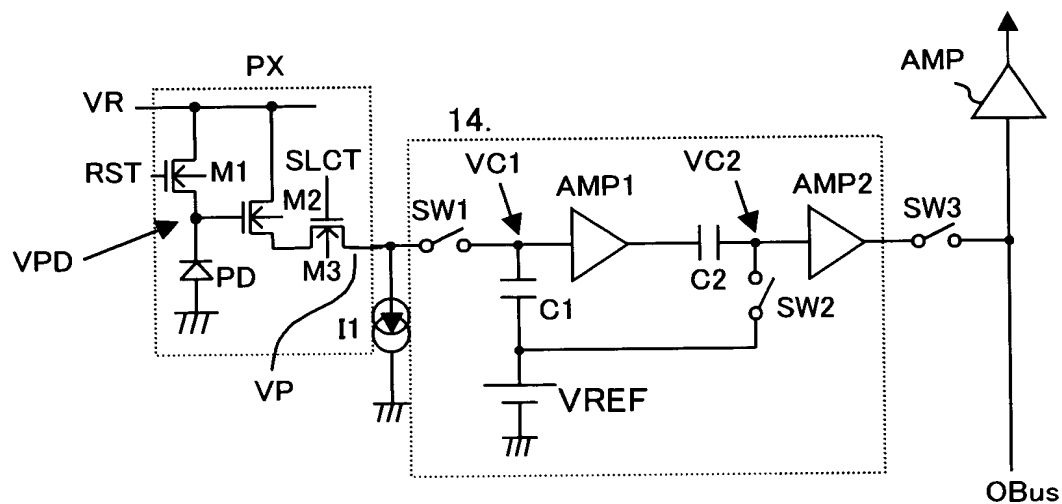 PX
AMP
VR
14.
SLCT
VC1
VC2
RST
M1
AMP1
AMP2
M2
SW1
SW3
VPD
M3
PD
C2
C1
SW2
I1
VP
VREF
OBus